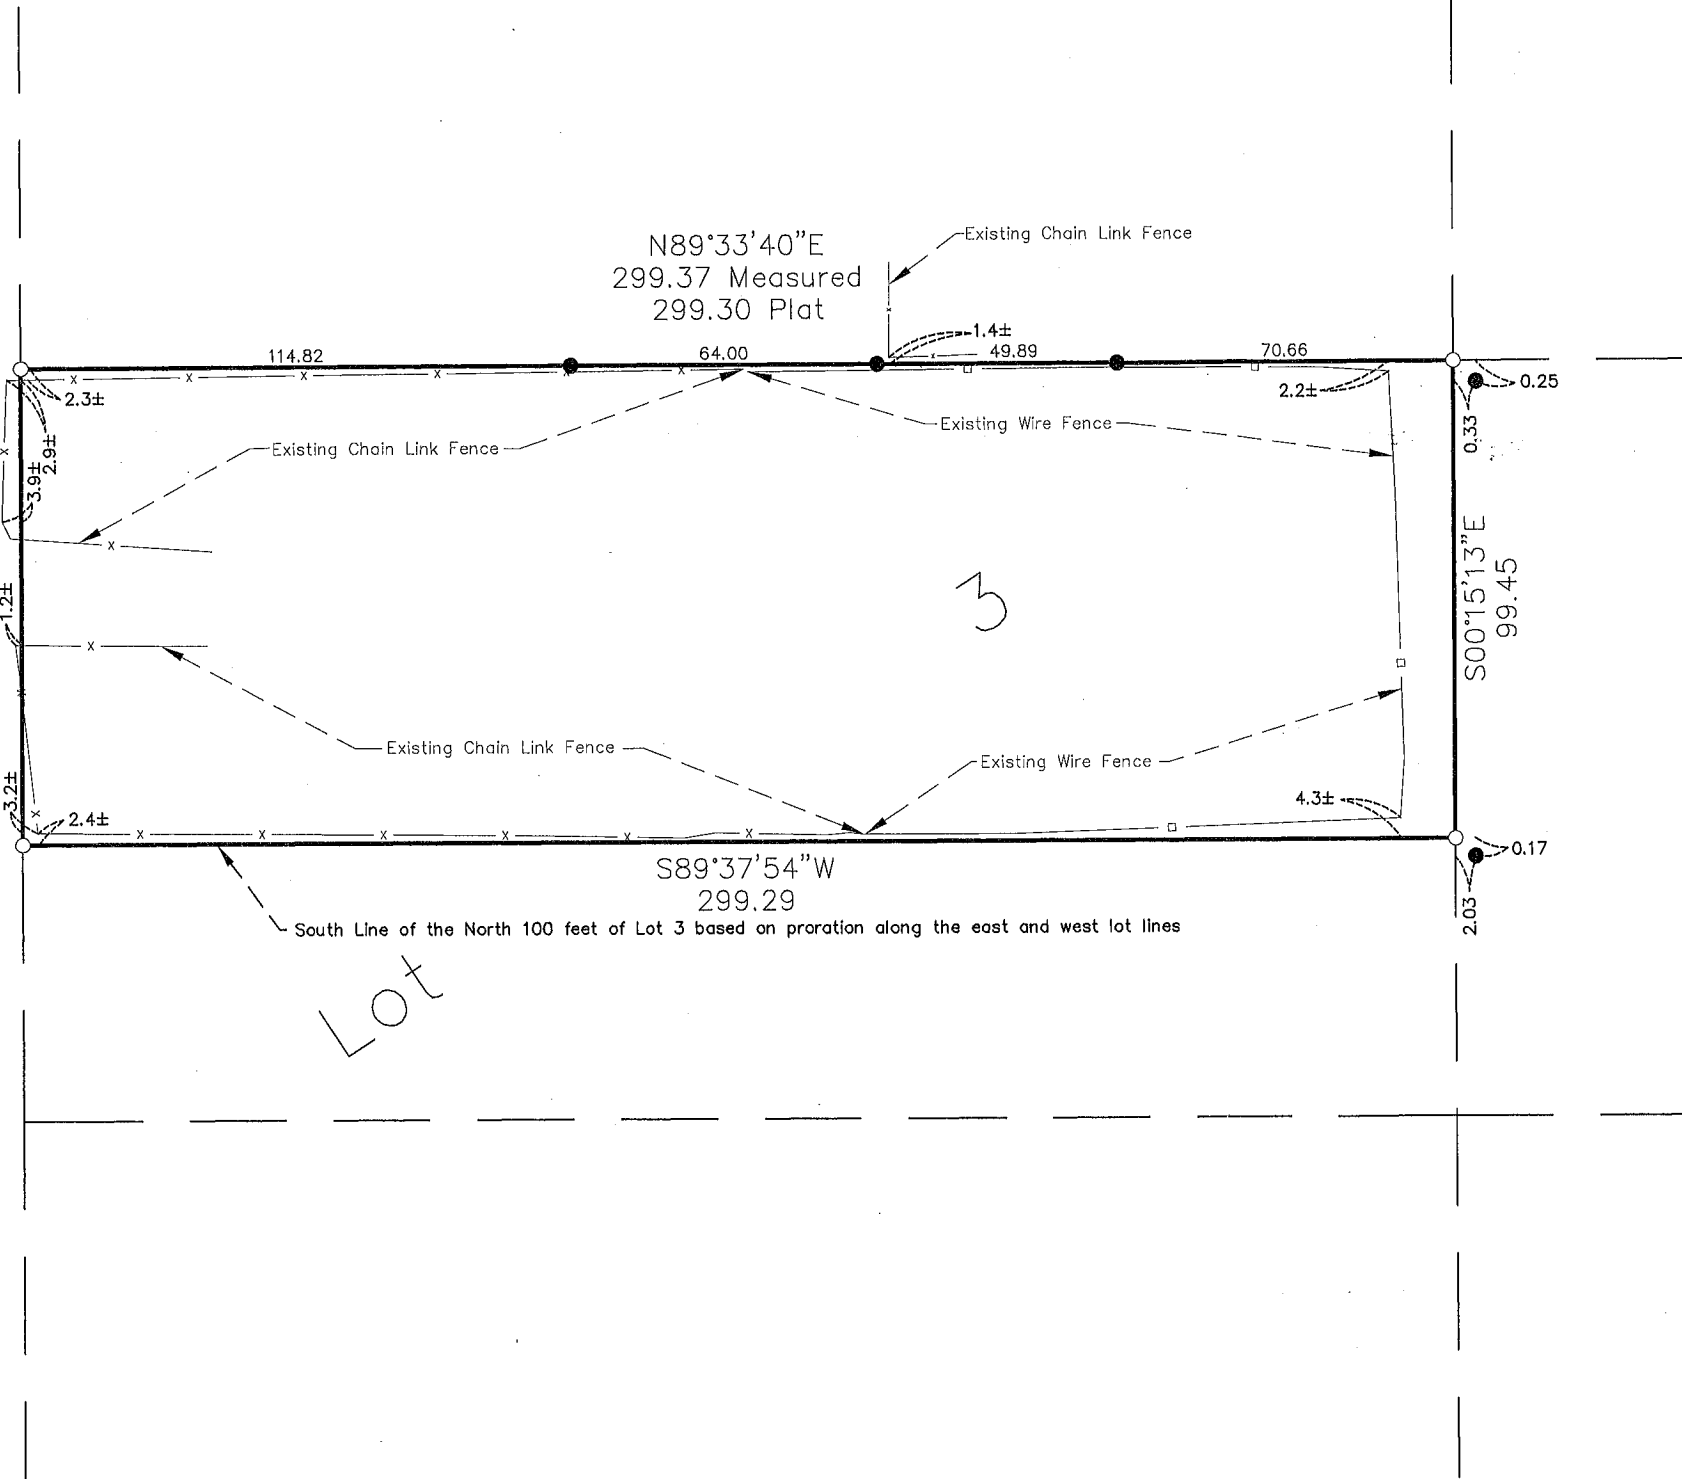 Existing Chain Link Fence
N89°33'40"E
299.37 Measured
299.30 Plat
1.4±
114.82
64.00
49.89
70.66
0.25
2.3±
2.2±
0.33
2.9±
3.9±
Existing Chain Link Fence
Existing Wire Fence
x
S00°15'13"E
99.45
3
1.2±
Existing Chain Link Fence
Existing Wire Fence
3.2±
2.4±
4.3±
0.17
2.03
S89°37'54"W
299.29
South Line of the North 100 feet of Lot 3 based on proration along the east and west lot lines
Lot